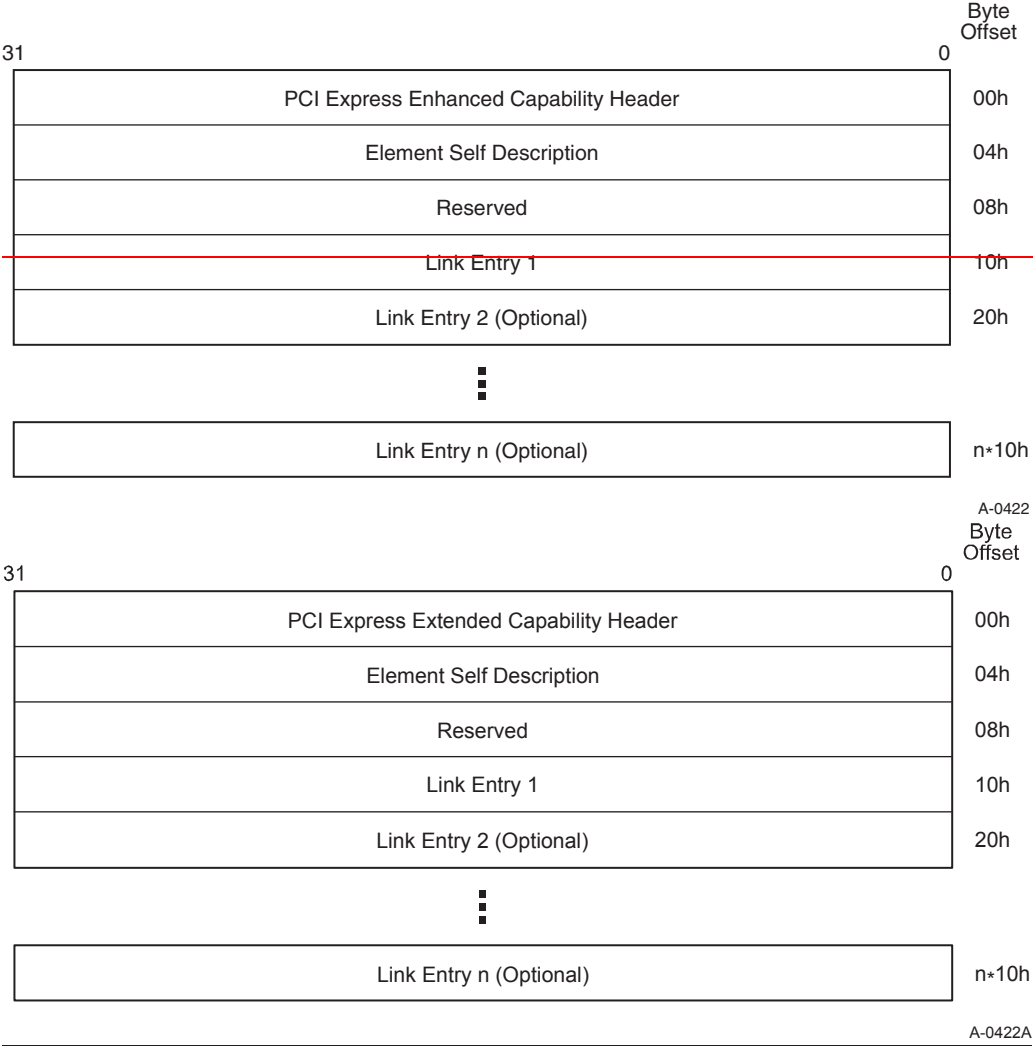 Byte
Offset
31 0
PCI Express Enhanced Capability Header 00h
Element Self Description 04h
Reserved 08h
Link Entry 1 10h
Link Entry 2 (Optional) 20h
Link Entry n (Optional) n*10h
A-0422
Byte
Offset
31 0
PCI Express Extended Capability Header 00h
Element Self Description 04h
Reserved 08h
Link Entry 1 10h
Link Entry 2 (Optional) 20h
Link Entry n (Optional) n*10h
A-0422A